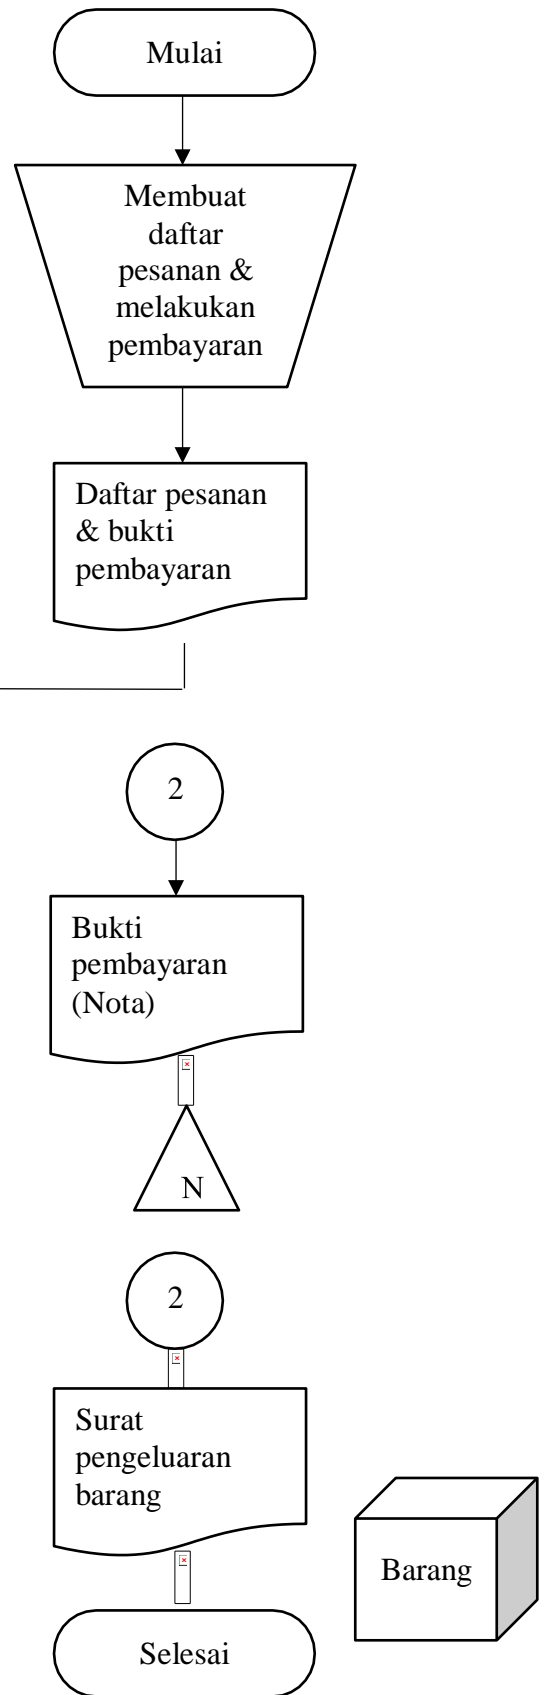 Mulai
Membuat
daftar
pesanan &
melakukan
pembayaran
Daftar pesanan
& bukti
pembayaran
2
Bukti
pembayaran
(Nota)
N
2
Surat
pengeluaran
barang
Barang
Selesai